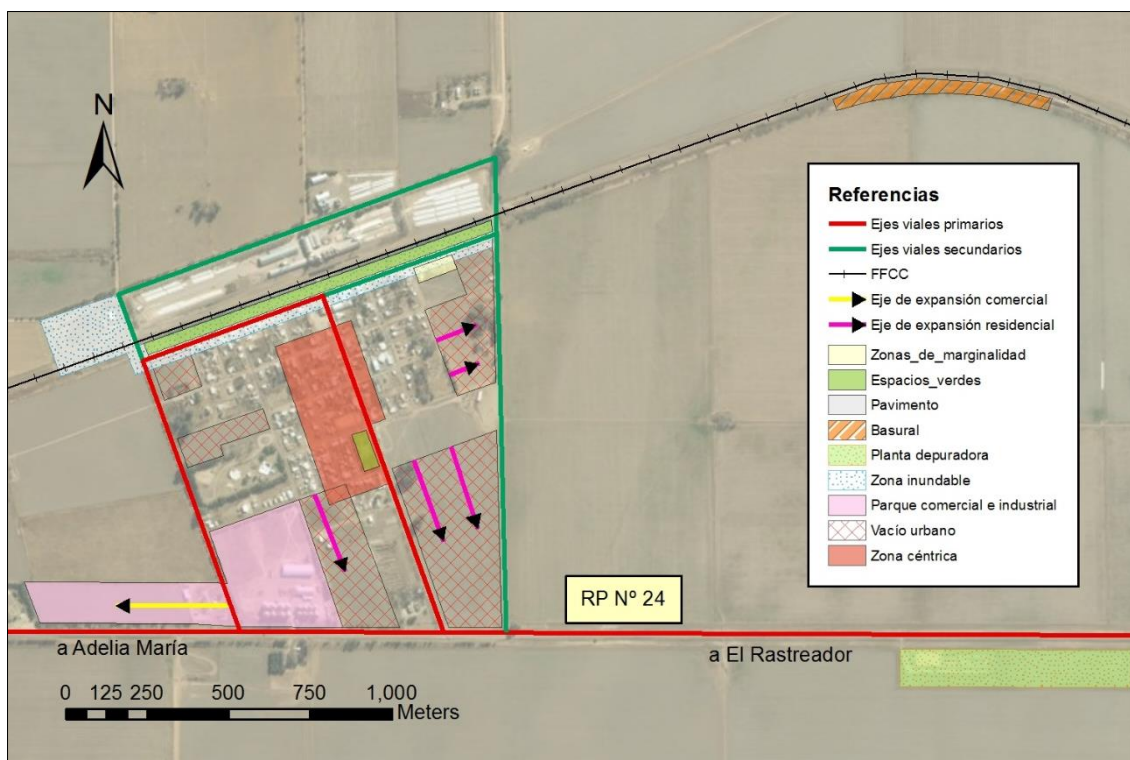 N
Referencias
Ejes viales primarios
Ejes viales secundarios
FFCC
Eje de expansión comercial
Eje de expansión residencial
Zonas_de_marginalidad
Espacios_verdes
Pavimento
Basural
Planta depuradora
Zona inundable
Parque comercial e industrial
Vacío urbano
Zona céntrica
RP Nº 24
a Adelia María
a El Rastreador
0 125 250 500 750 1,000
Meters